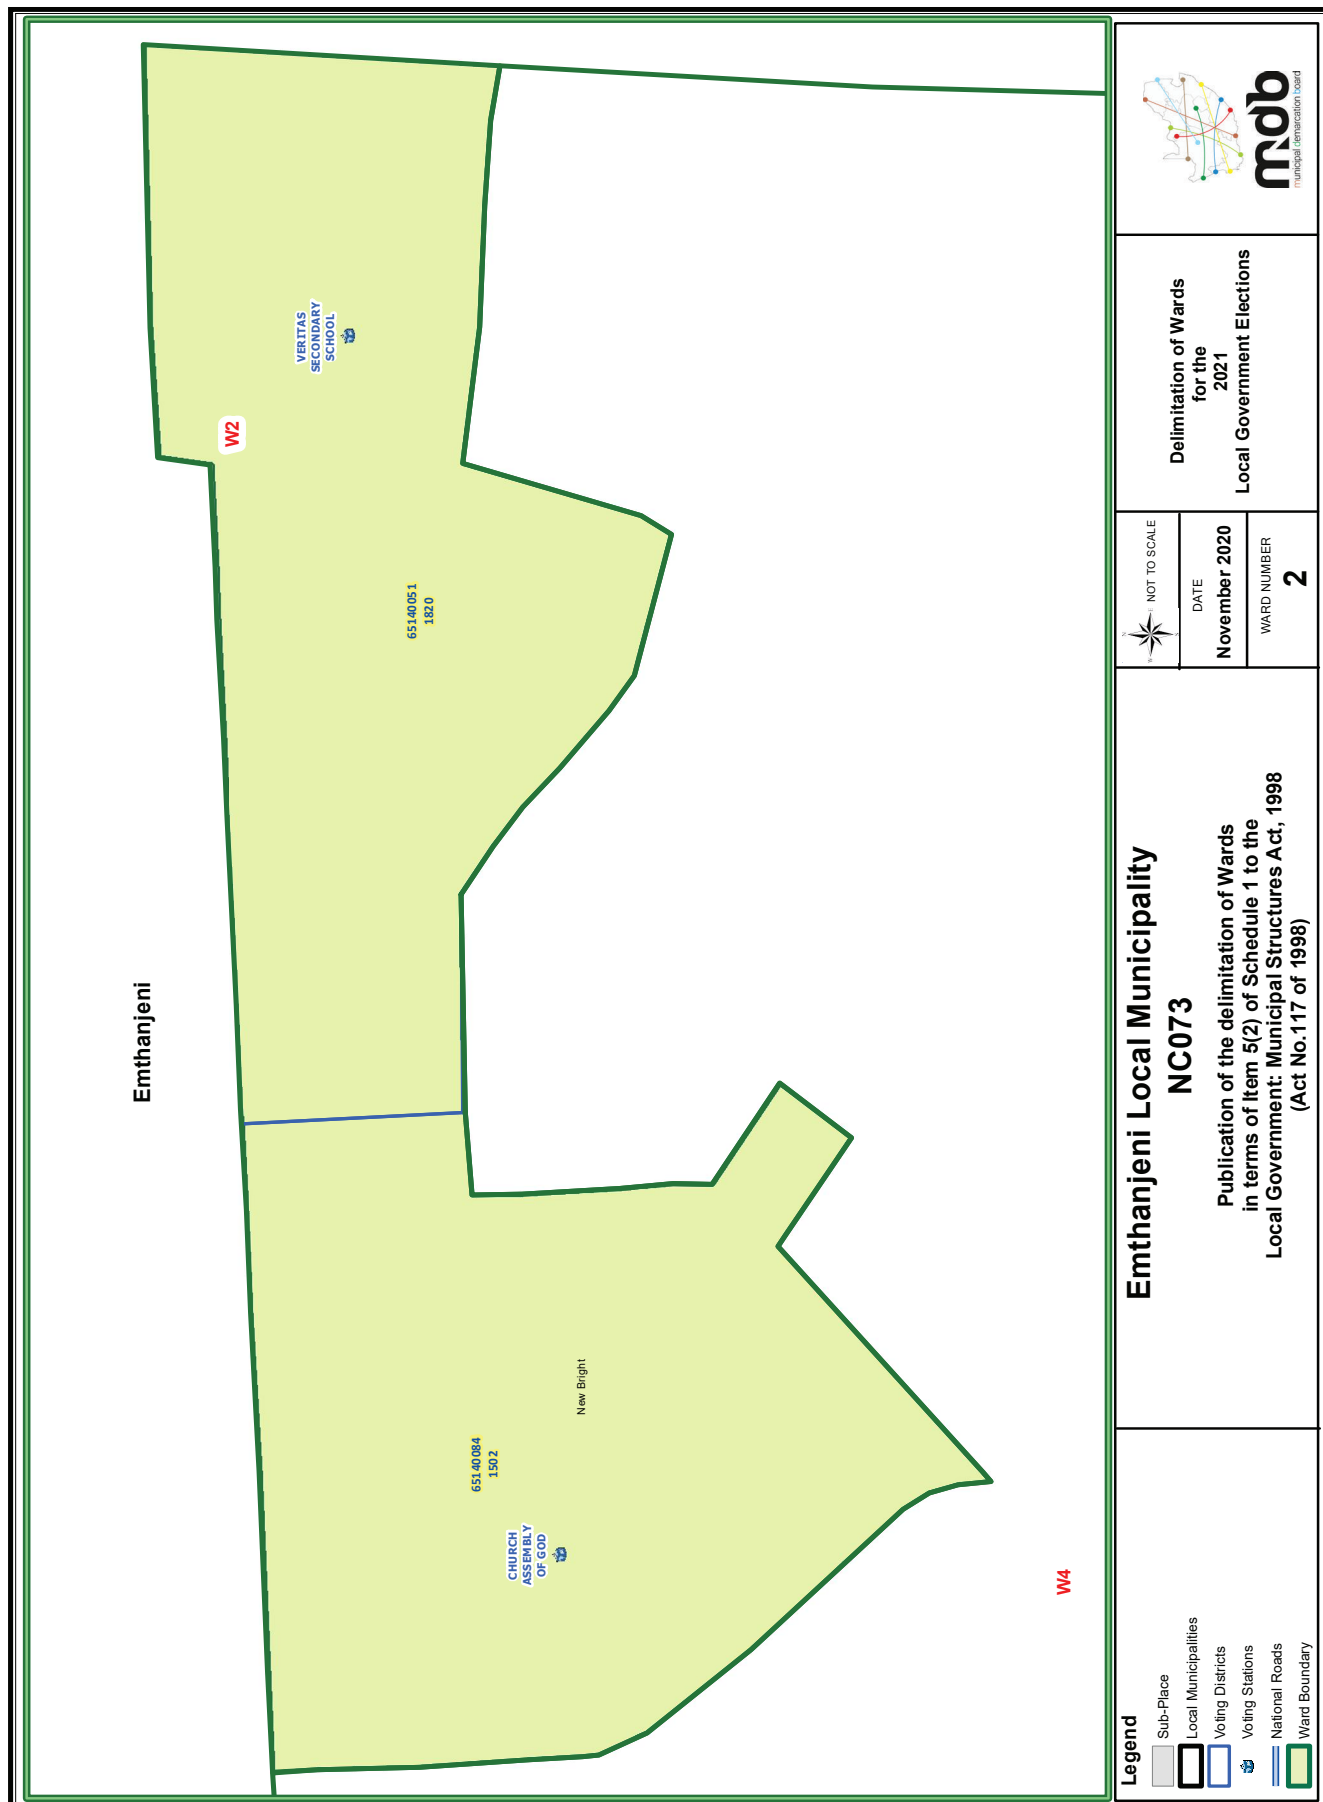 Emthanjeni
W2
VERITAS
SECONDARY
SCHOOL
65140051
1820
65140084
1502
CHURCH
ASSEMBLY
OF GOD
New Bright
W4
Legend
Sub-Place
Local Municipalities
Voting Districts
Voting Stations
National Roads
Ward Boundary
Emthanjeni Local Municipality
NC073
Publication of the delimitation of Wards
in terms of Item 5(2) of Schedule 1 to the
Local Government: Municipal Structures Act, 1998
(Act No.117 of 1998)
N
W
E
S
NOT TO SCALE
DATE
November 2020
WARD NUMBER
2
Delimitation of Wards
for the
2021
Local Government Elections
mdb
municipal demarcation board